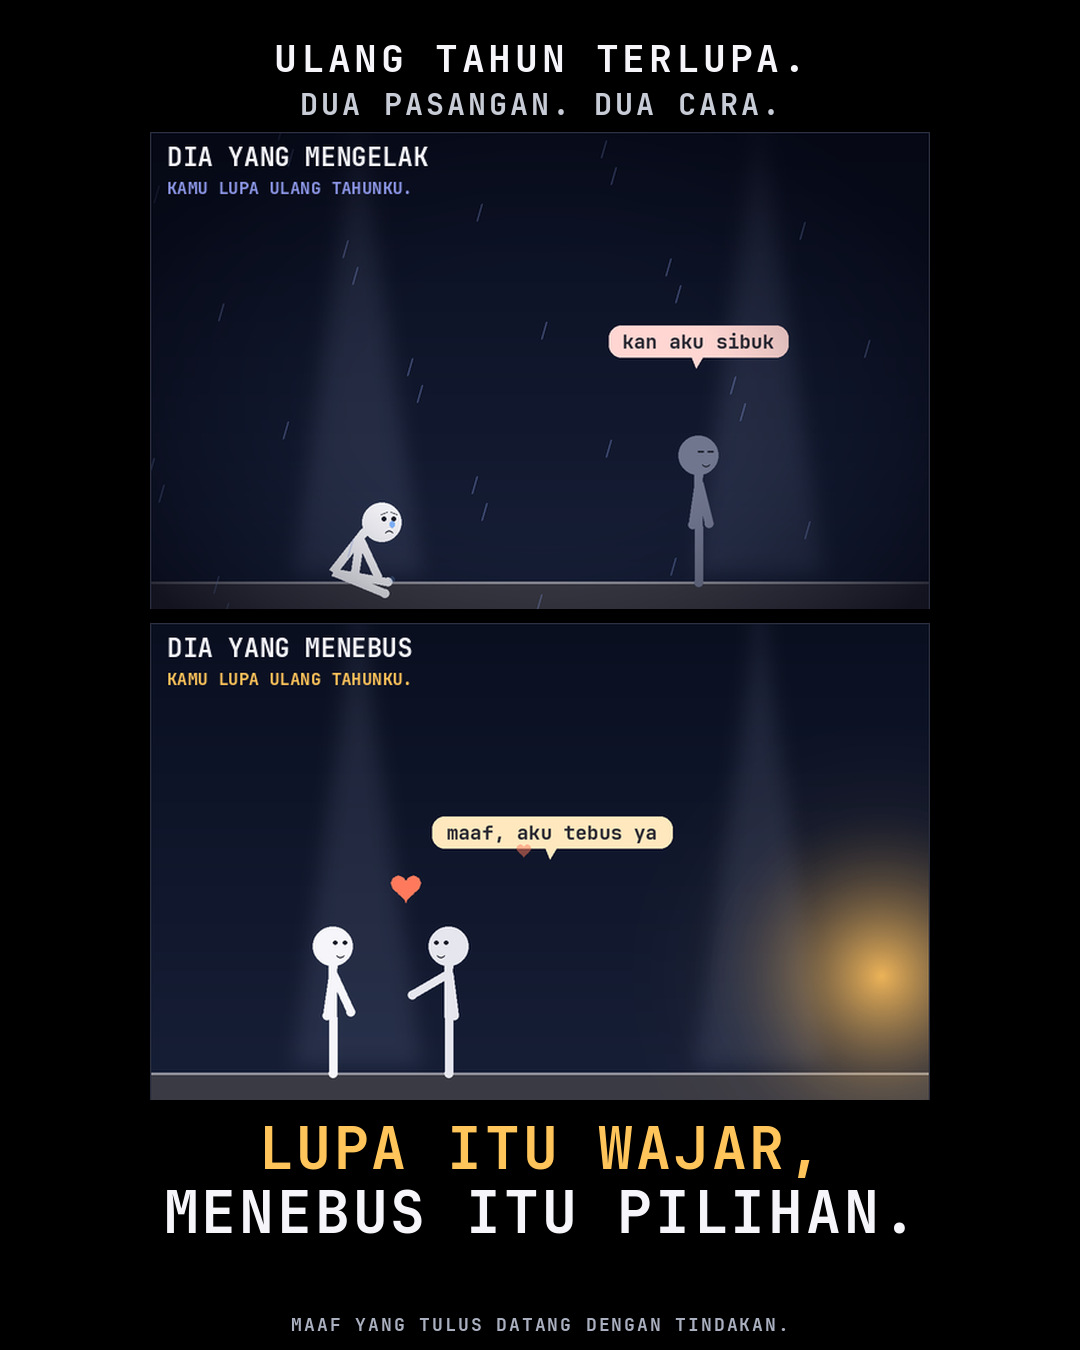 ULANG TAHUN TERLUPA.
DUA PASANGAN. DUA CARA.
DIA YANG MENGELAK
KAMU LUPA ULANG TAHUNKU.
kan aku sibuk
DIA YANG MENEBUS
KAMU LUPA ULANG TAHUNKU.
maaf, aku tebus ya
LUPA ITU WAJAR,
MENEBUS ITU PILIHAN.
MAAF YANG TULUS DATANG DENGAN TINDAKAN.